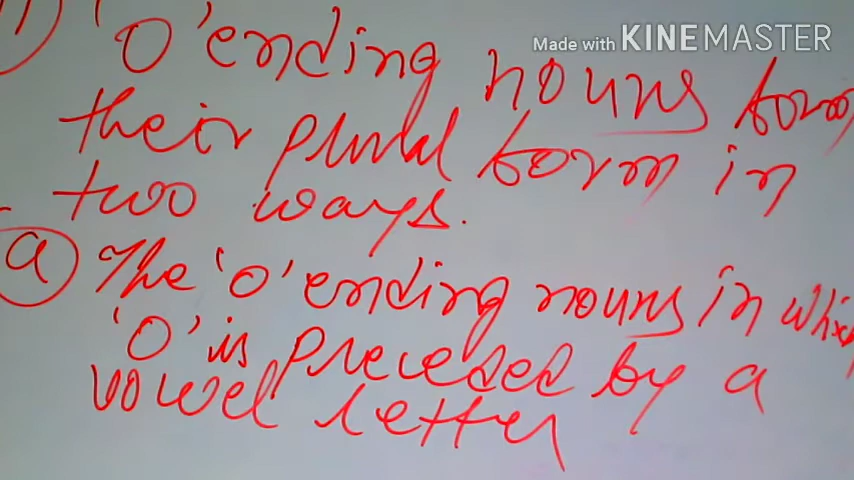 Made with KINEMASTER
'O' ending nouns form
their plural form in
two ways.
a The 'O' ending nouns in which
'O' is preceded by a
vowel letter